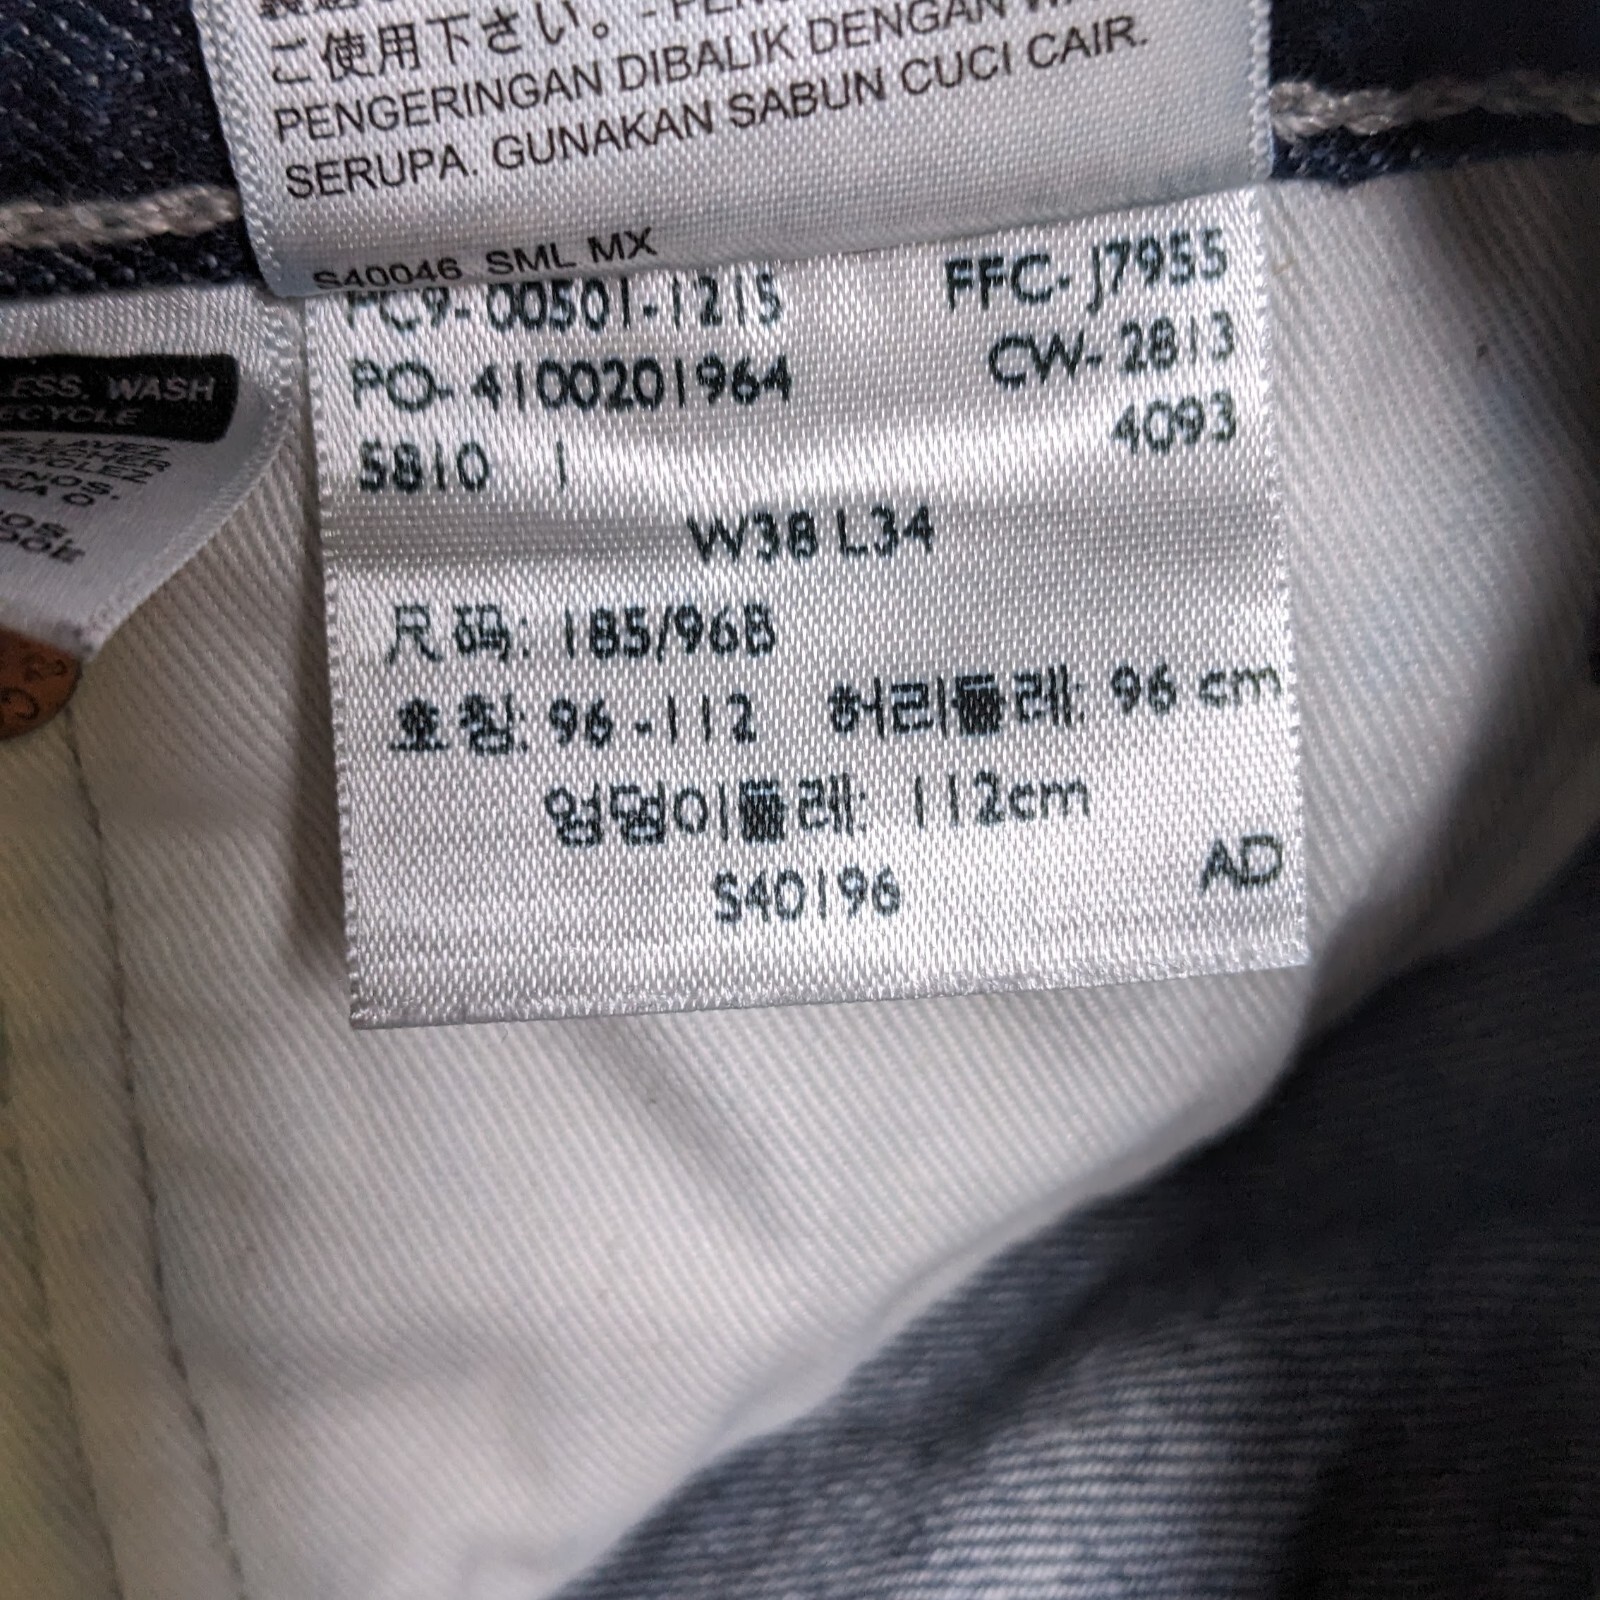 ご使用下さい。-
PENGERINGAN DIBALIK DENGAN
SERUPA. GUNAKAN SABUN CUCI CAIR.
S40046 SML MX
PC9-00501-1215 FFC-J7955
PO-4100201964 CW-2813
5810 1 4093
W38 L34
尺码: 185/96B
호칭: 96-112 허리둘레: 96 cm
엉덩이둘레: 112cm
S40196 AD
WASH